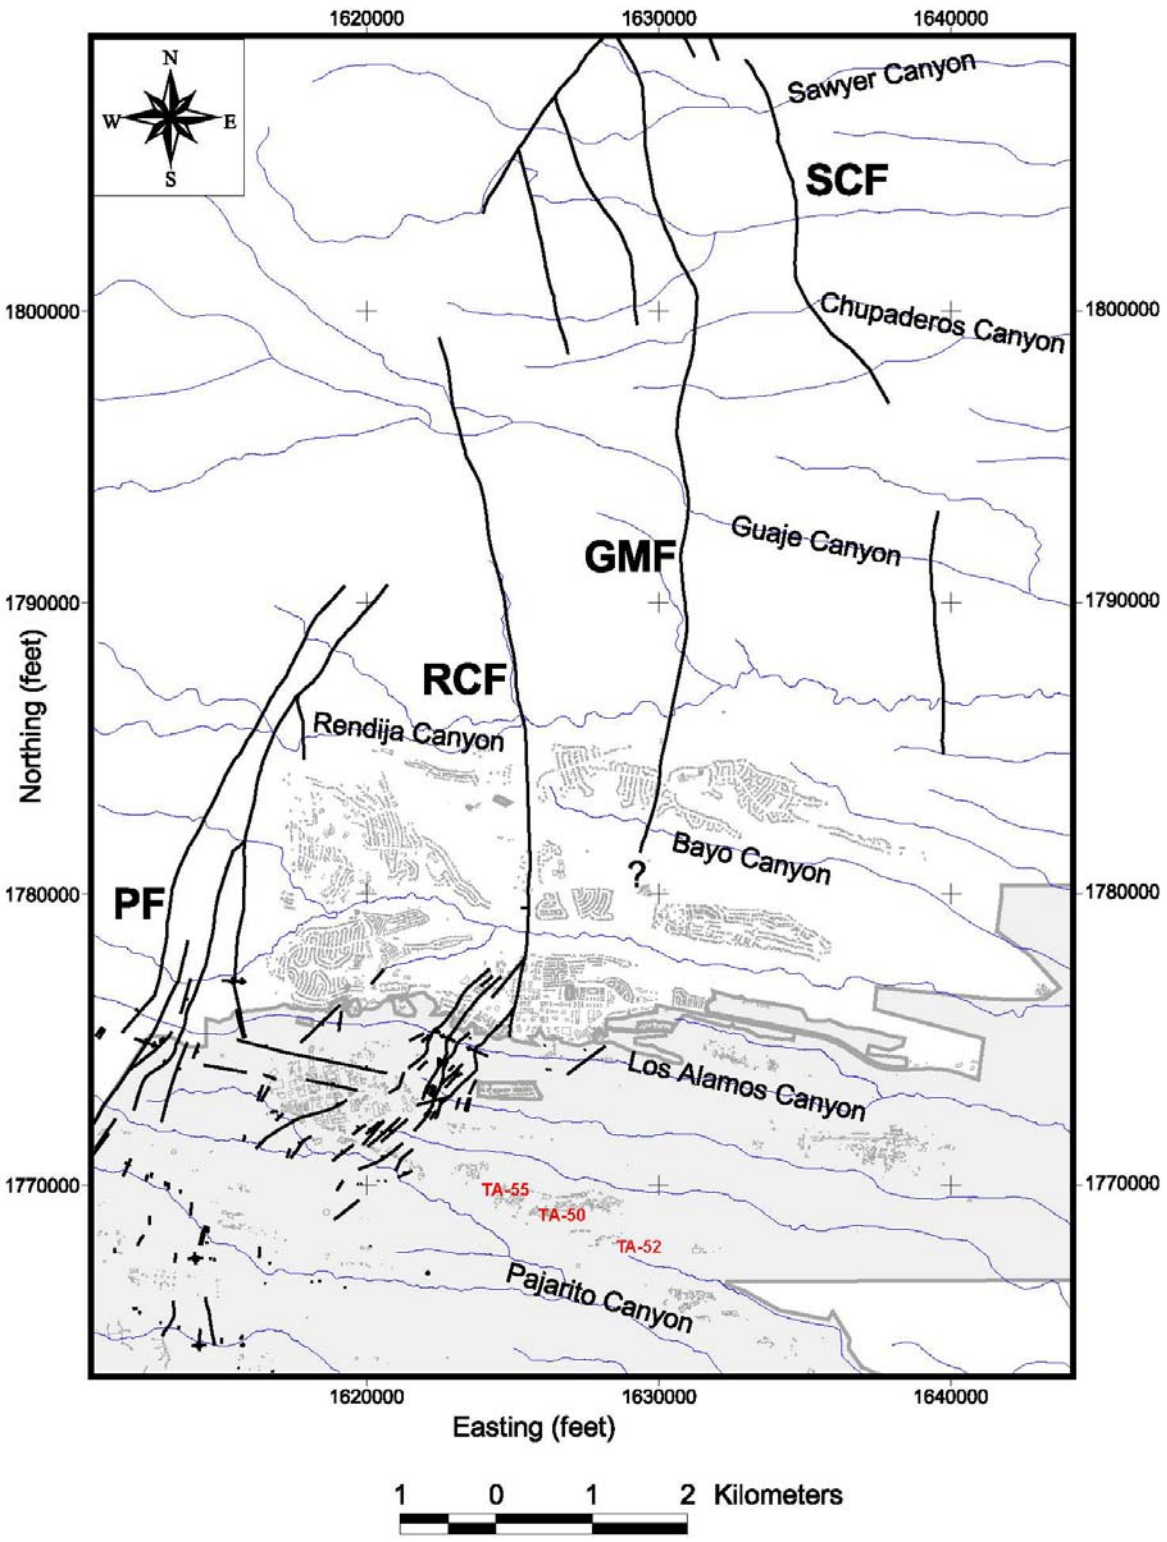 1620000 1630000 1640000
N
W E
S
Sawyer Canyon
SCF
1800000 1800000
Chupaderos Canyon
Guaje Canyon
GMF
1790000 1790000
RCF
Rendija Canyon
Northing (feet)
Bayo Canyon
?
1780000 1780000
PF
Los Alamos Canyon
1770000 1770000
TA-55
TA-50
TA-52
Pajarito Canyon
1620000 1630000 1640000
Easting (feet)
1 0 1 2 Kilometers